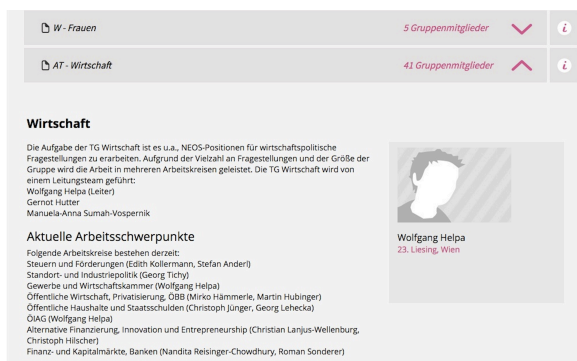 W - Frauen 5 Gruppenmitglieder i
AT - Wirtschaft 41 Gruppenmitglieder i
Wirtschaft
Die Aufgabe der TG Wirtschaft ist es u.a., NEOS-Positionen für wirtschaftspolitische
Fragestellungen zu erarbeiten. Aufgrund der Vielzahl an Fragestellungen und der Größe der
Gruppe wird die Arbeit in mehreren Arbeitskreisen geleistet. Die TG Wirtschaft wird von
einem Leitungsteam geführt:
Wolfgang Helpa (Leiter)
Gernot Hutter
Manuela-Anna Sumah-Vospernik
Aktuelle Arbeitsschwerpunkte
Folgende Arbeitskreise bestehen derzeit:
Steuern und Förderungen (Edith Kollermann, Stefan Anderl)
Standort- und Industriepolitik (Georg Tichy)
Gewerbe und Wirtschaftskammer (Wolfgang Helpa)
Öffentliche Wirtschaft, Privatisierung, ÖBB (Mirko Hämmerle, Martin Hubinger)
Öffentliche Haushalte und Staatsschulden (Christoph Jünger, Georg Lehecka)
ÖIAG (Wolfgang Helpa)
Alternative Finanzierung, Innovation und Entrepreneurship (Christian Lanjus-Wellenburg,
Christoph Hilscher)
Finanz- und Kapitalmärkte, Banken (Nandita Reisinger-Chowdhury, Roman Sonderer)
Wolfgang Helpa
23. Liesing, Wien